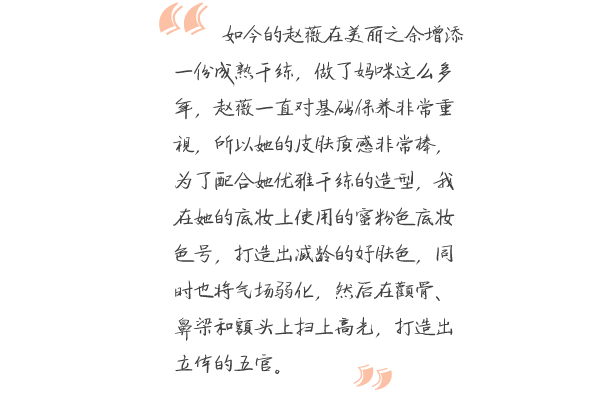 如今的赵薇在美丽之余增添
一份成熟干练，做了妈咪这么多
年，赵薇一直对基础保养非常重
视，所以她的皮肤质感非常棒，
为了配合她优雅干练的造型，我
在她的底妆上使用的蜜粉色底妆
色号，打造出减龄的好肤色，同
时也将气场弱化，然后在颧骨、
鼻梁和額头上扫上高光，打造出
立体的五官。